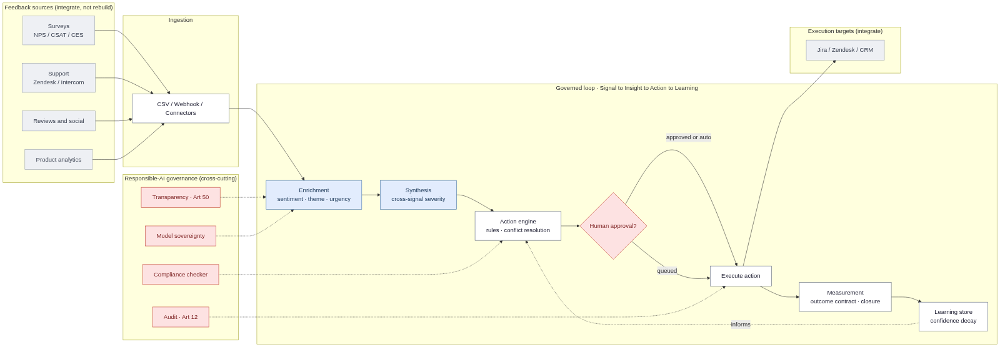 Feedback sources (integrate, not rebuild)
Surveys
NPS / CSAT / CES
Support
Zendesk / Intercom
Reviews and social
Product analytics
Ingestion
CSV / Webhook /
Connectors
Responsible-AI governance (cross-cutting)
Transparency · Art 50
Model sovereignty
Compliance checker
Audit · Art 12
Execution targets (integrate)
Jira / Zendesk / CRM
Governed loop · Signal to Insight to Action to Learning
Enrichment
sentiment · theme · urgency
Synthesis
cross-signal severity
Action engine
rules · conflict resolution
Human approval?
approved or auto
queued
Execute action
Measurement
outcome contract · closure
Learning store
confidence decay
informs